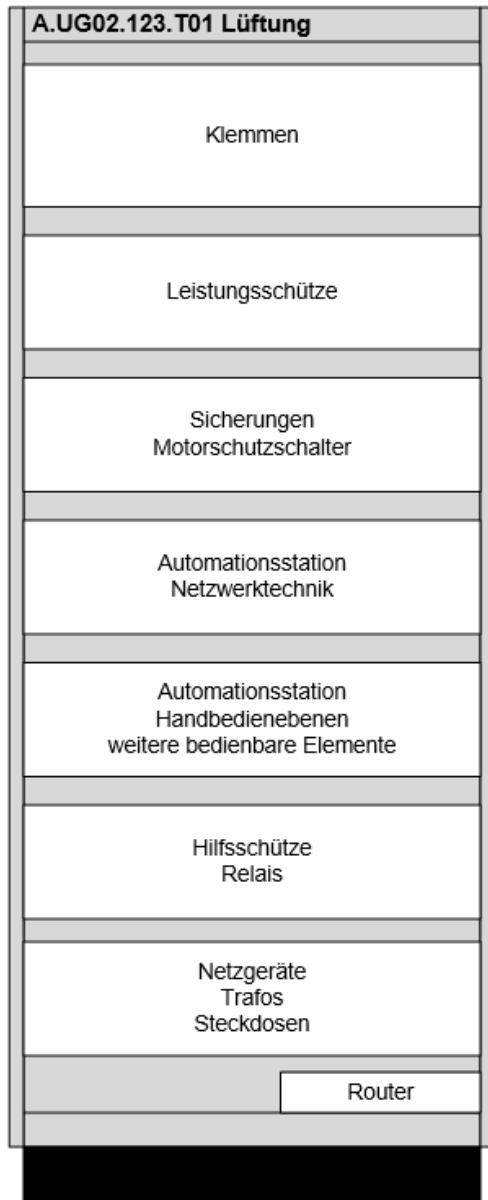 A.UG02.123.T01 Lüftung
Klemmen
Leistungsschütze
Sicherungen
Motorschutzschalter
Automationsstation
Netzwerktechnik
Automationsstation
Handbedienebenen
weitere bedienbare Elemente
Hilfsschütze
Relais
Netzgeräte
Trafos
Steckdosen
Router